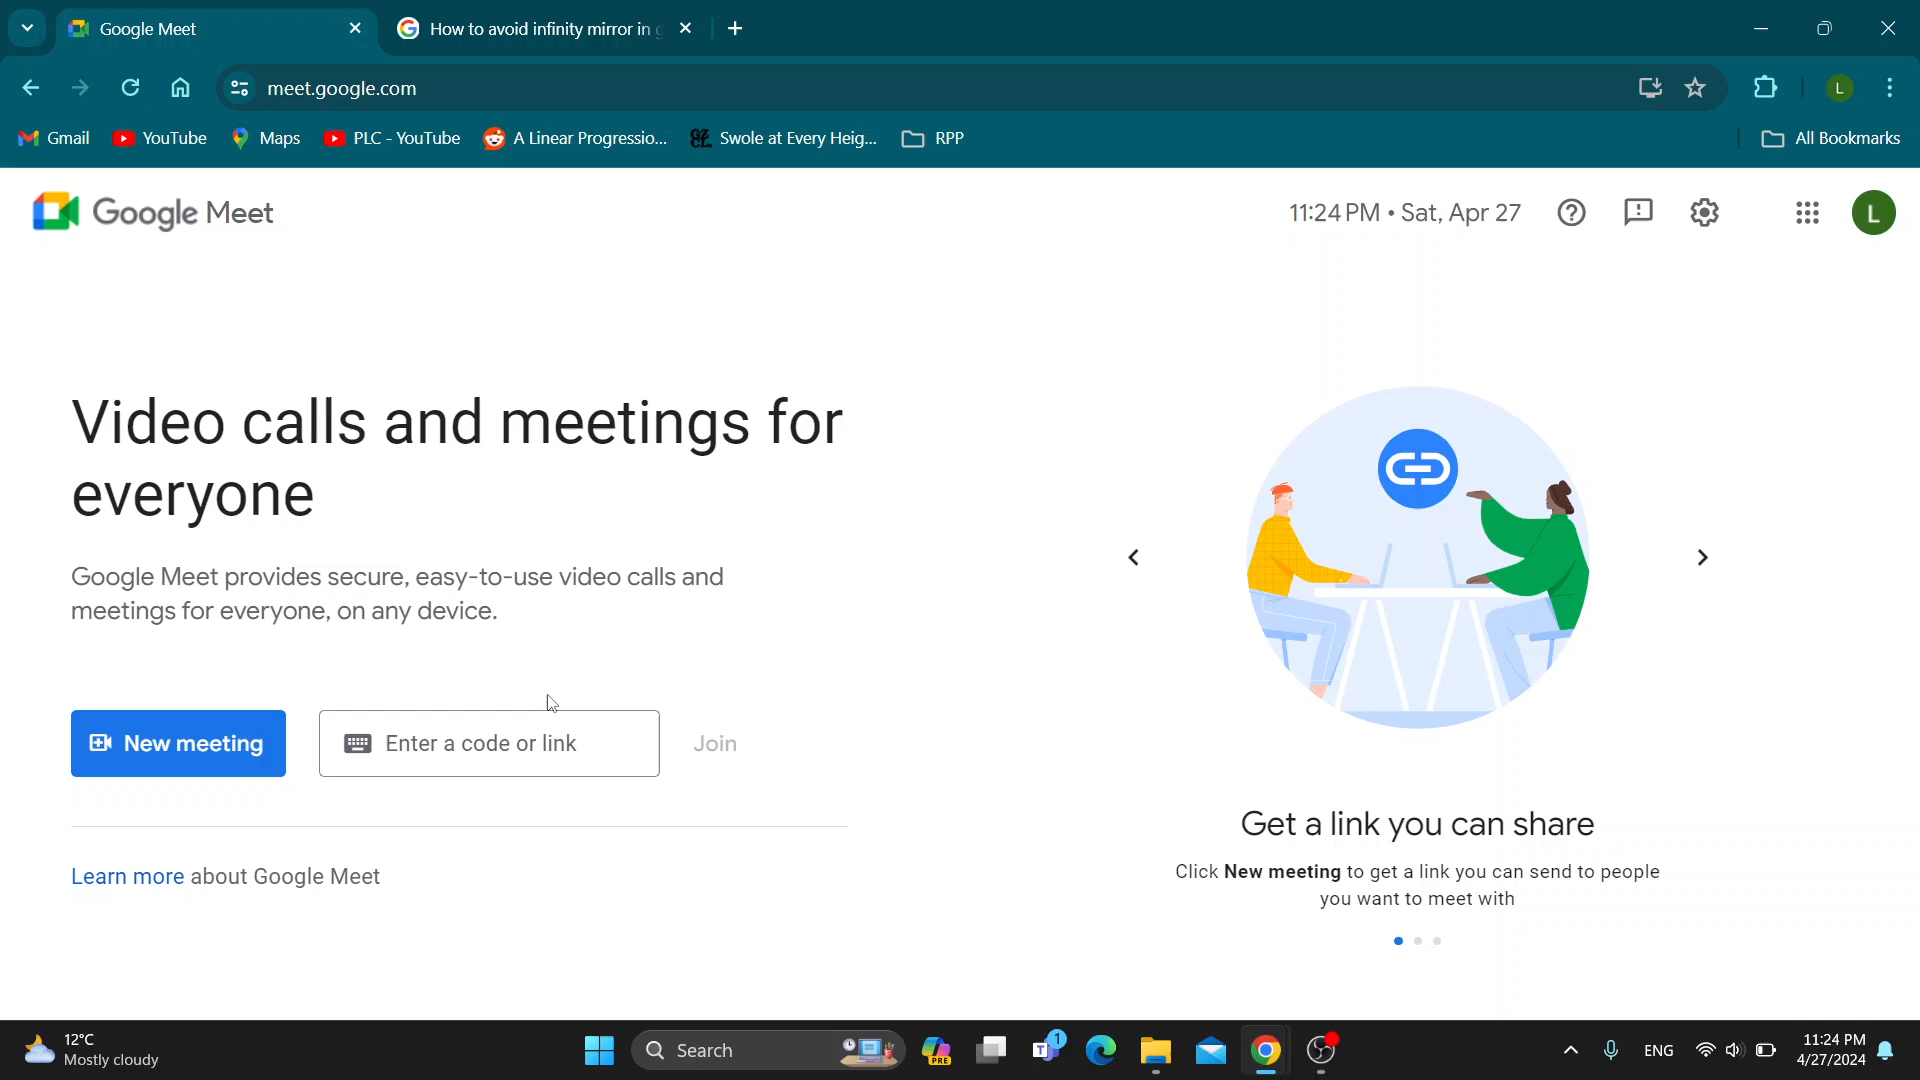 Google Meet
How to avoid infinity mirror in g
meet.google.com
L
Gmail
YouTube
Maps
PLC - YouTube
A Linear Progressio...
Swole at Every Heig...
RPP
All Bookmarks
Google Meet
11:24 PM • Sat, Apr 27
L
Video calls and meetings for
everyone
Google Meet provides secure, easy-to-use video calls and
meetings for everyone, on any device.
New meeting
Enter a code or link
Join
Learn more about Google Meet
Get a link you can share
Click New meeting to get a link you can send to people
you want to meet with
12°C
Mostly cloudy
Search
PRE
1
ENG
11:24 PM
4/27/2024